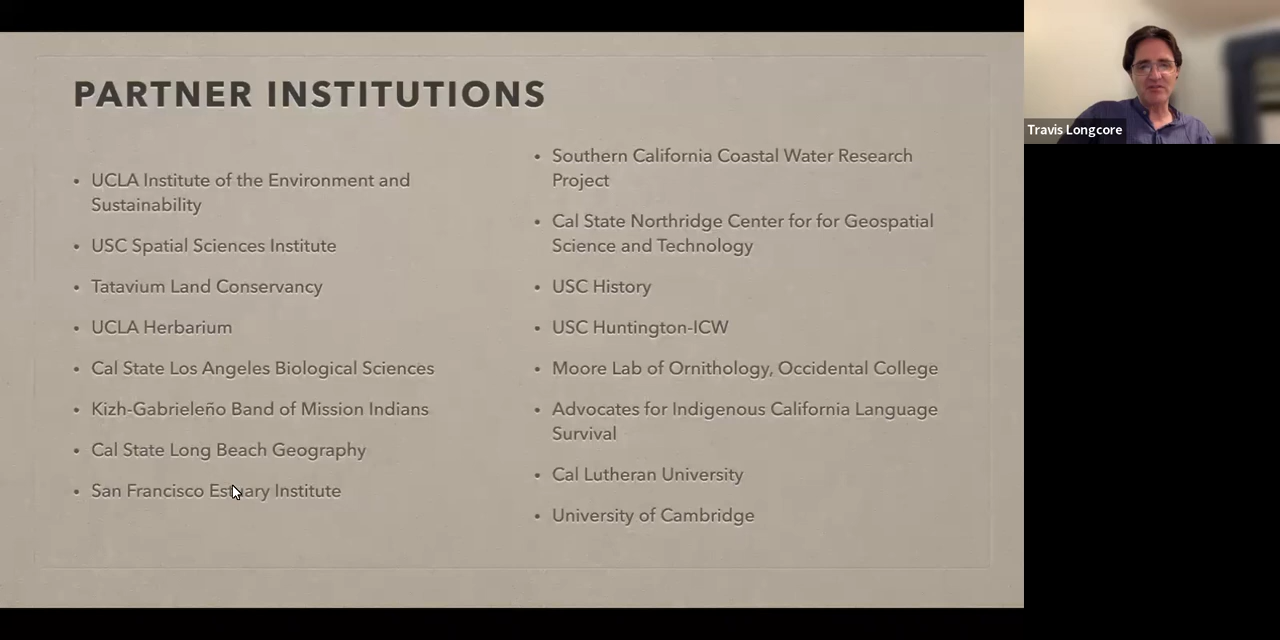 PARTNER INSTITUTIONS
• UCLA Institute of the Environment and
Sustainability
• USC Spatial Sciences Institute
• Tatavium Land Conservancy
• UCLA Herbarium
• Cal State Los Angeles Biological Sciences
• Kizh-Gabrieleño Band of Mission Indians
• Cal State Long Beach Geography
• San Francisco Estuary Institute
• Southern California Coastal Water Research
Project
• Cal State Northridge Center for for Geospatial
Science and Technology
• USC History
• USC Huntington-ICW
• Moore Lab of Ornithology, Occidental College
• Advocates for Indigenous California Language
Survival
• Cal Lutheran University
• University of Cambridge
Travis Longcore